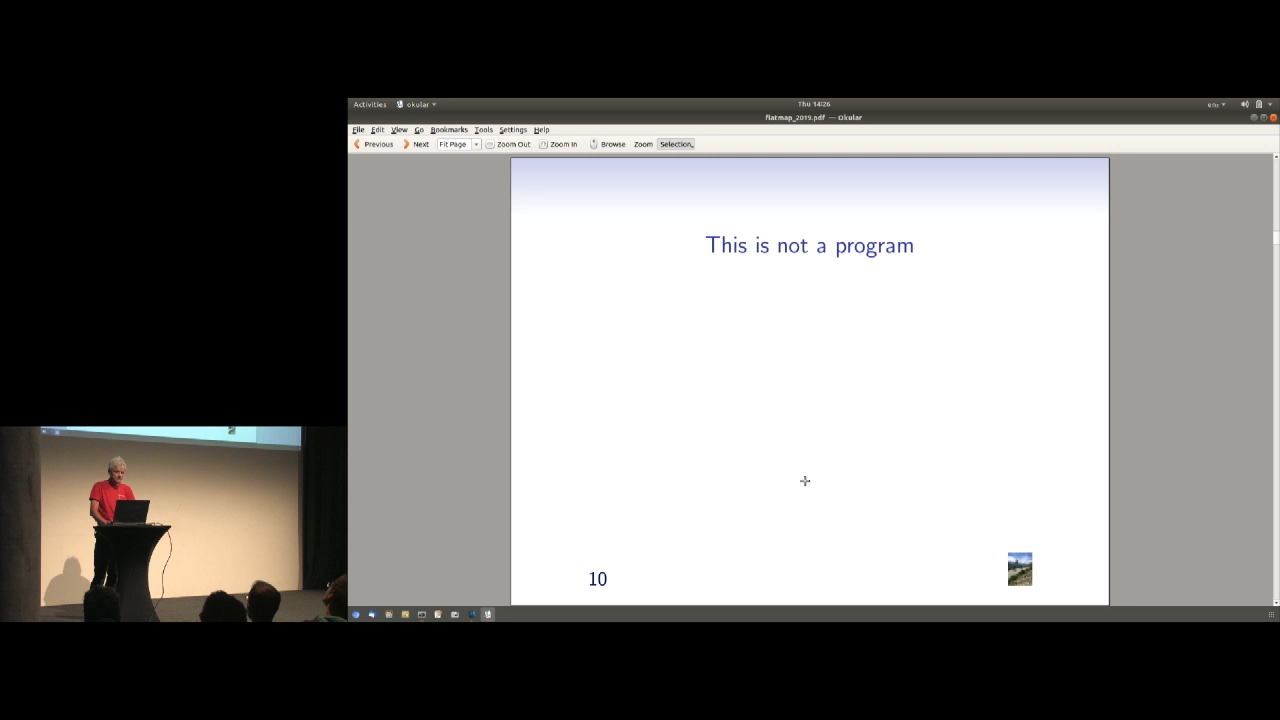 Activities okular Thu 14:26 en₁
flatmap_2019.pdf — Okular
File Edit View Go Bookmarks Tools Settings Help
Previous Next Fit Page Zoom Out Zoom In Browse Zoom Selection
This is not a program
10